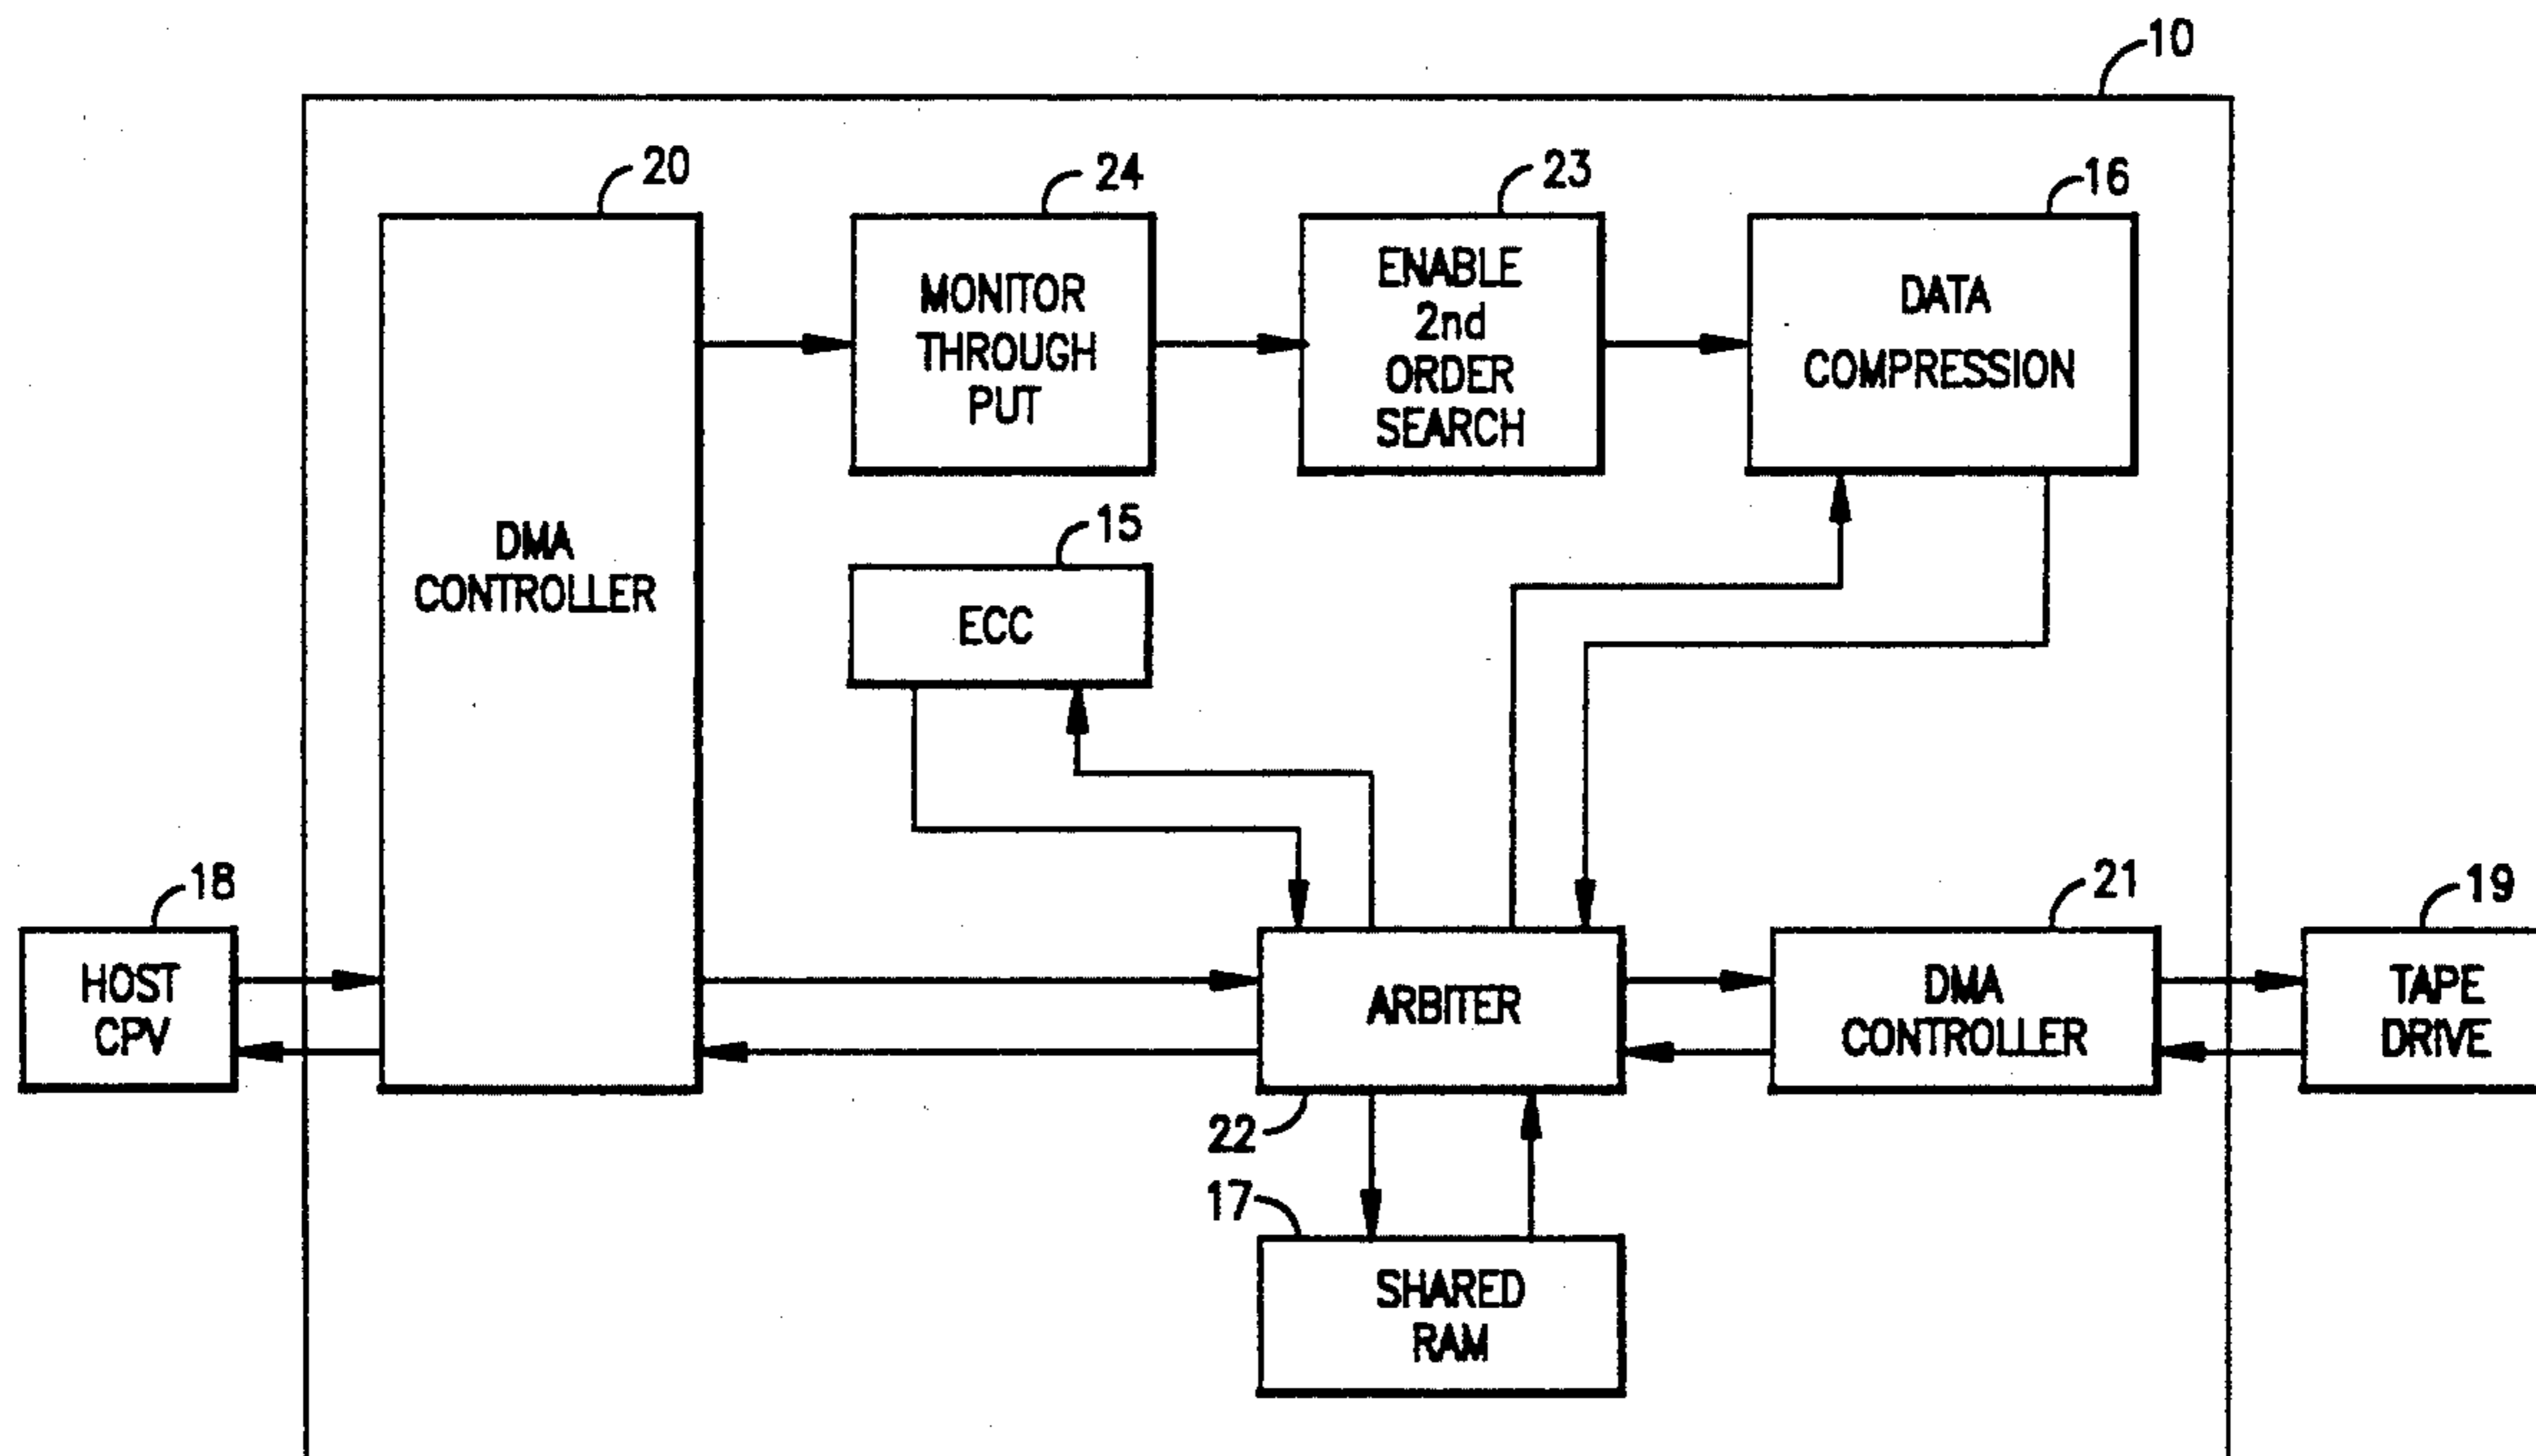 10
20
24
23
16
MONITOR
THROUGH
PUT
ENABLE
2nd
ORDER
SEARCH
DATA
COMPRESSION
DMA
CONTROLLER
15
ECC
18
HOST
CPV
22
ARBITER
21
DMA
CONTROLLER
19
TAPE
DRIVE
17
SHARED
RAM